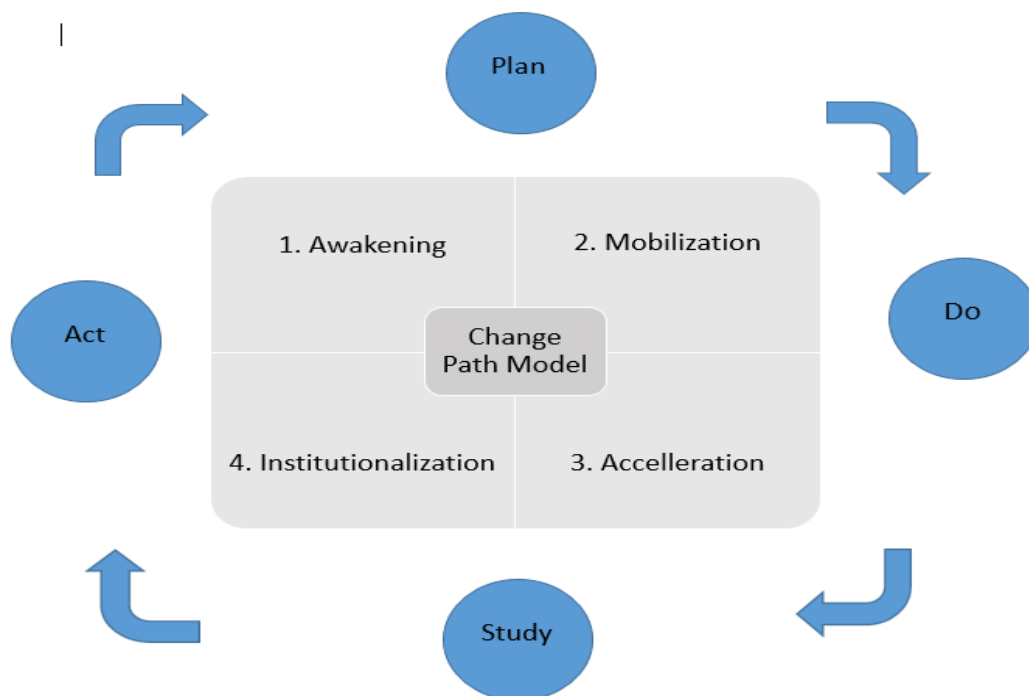 Plan
1. Awakening
2. Mobilization
Do
Act
Change
Path Model
4. Institutionalization
3. Accelleration
Study